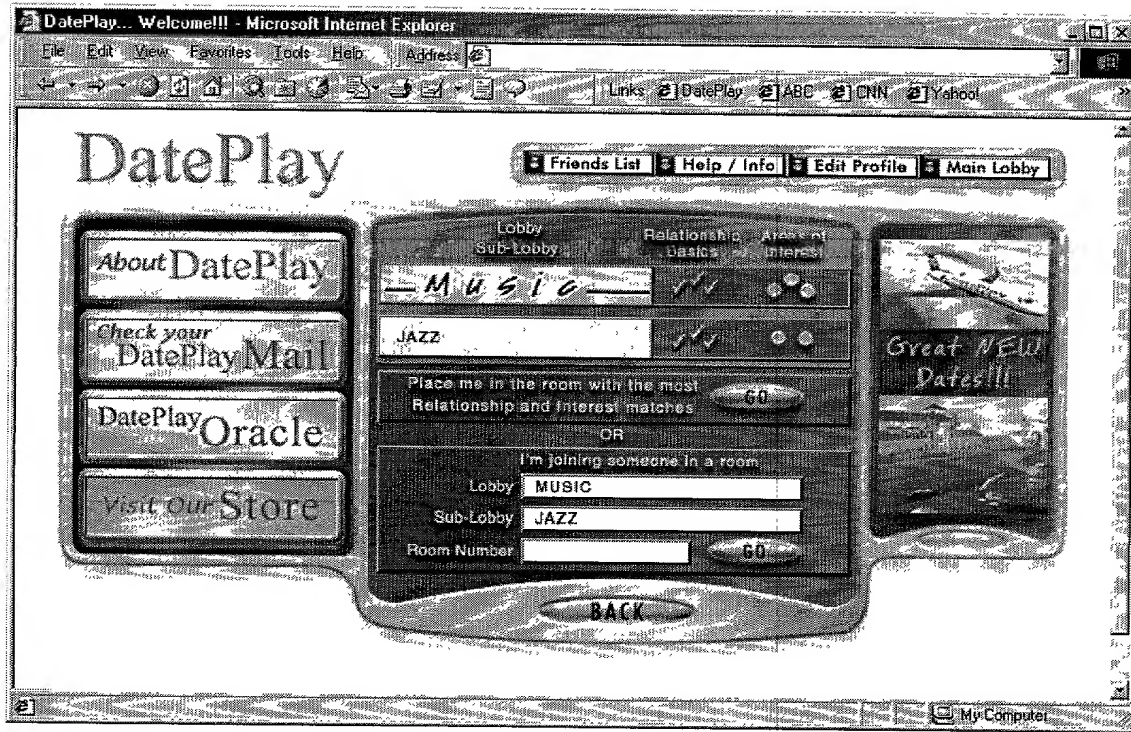 DatePlay... Welcome!!! - Microsoft Internet Explorer
File Edit View Favorites Tools Help Address
Links DatePlay ABC CNN Yahoo!
DatePlay
Friends List Help / Info Edit Profile Main Lobby
Lobby
Sub-Lobby
Relationship
Basics
Areas of
Interest
About DatePlay
Music
Check your
DatePlay Mail
JAZZ
Great NEW
Dates!!!
Place me in the room with the most
Relationship and Interest matches
GO
DatePlay Oracle
OR
I'm joining someone in a room
Lobby MUSIC
Visit Our Store
Sub-Lobby JAZZ
Room Number GO
BACK
My Computer